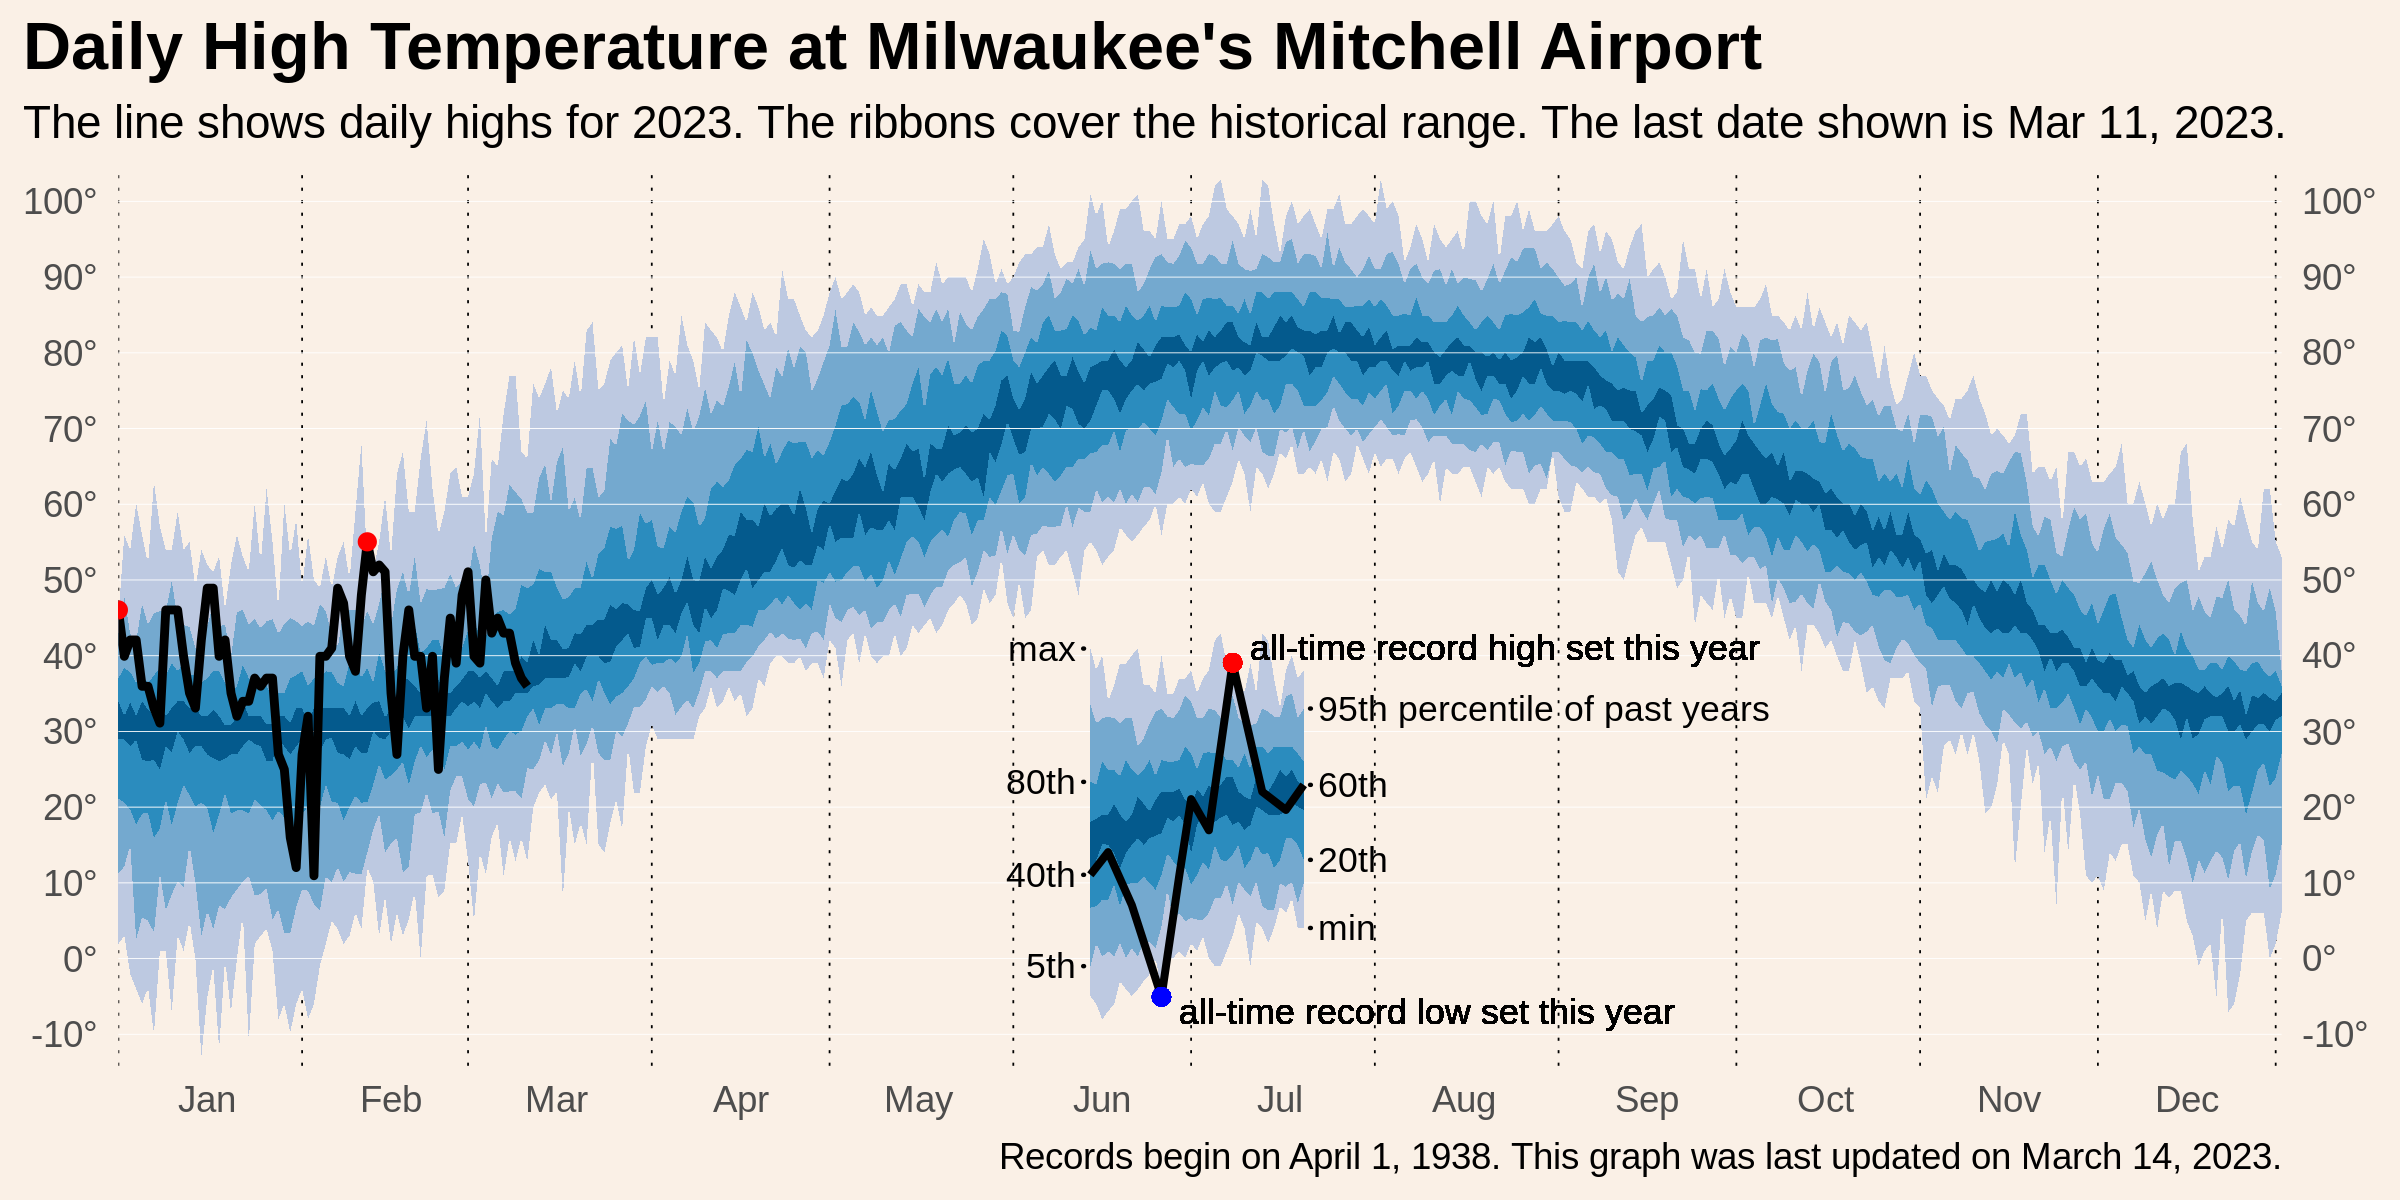 Daily High Temperature at Milwaukee's Mitchell Airport
The line shows daily highs for 2023. The ribbons cover the historical range. The last date shown is Mar 11, 2023.
100° 100°
90° 90°
80° 80°
70° 70°
60° 60°
50° 50°
40° 40°
30° 30°
20° 20°
10° 10°
0° 0°
-10° -10°
max all-time record high set this year
95th percentile of past years
80th 60th
40th 20th
min
5th
all-time record low set this year
Jan Feb Mar Apr May Jun Jul Aug Sep Oct Nov Dec
Records begin on April 1, 1938. This graph was last updated on March 14, 2023.